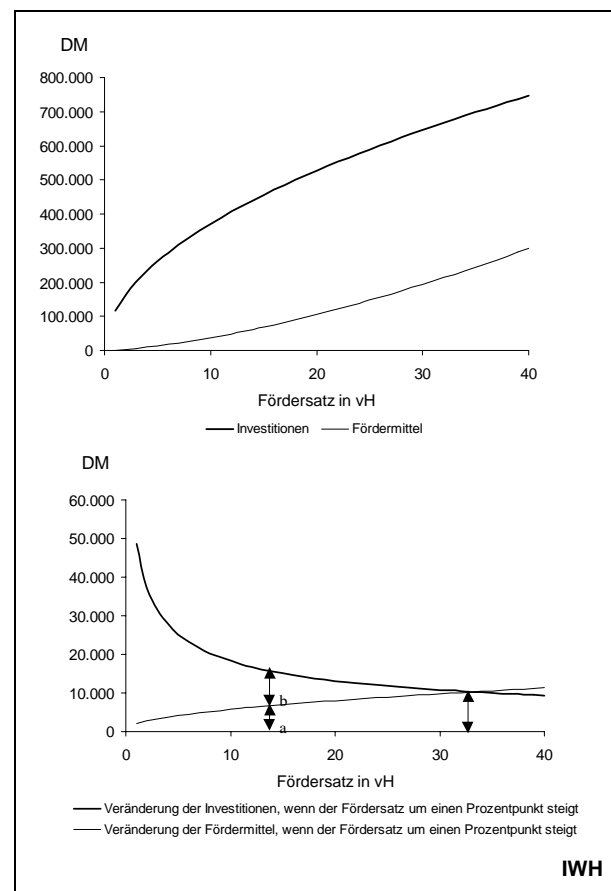 DM
800.000
700.000
600.000
500.000
400.000
300.000
200.000
100.000
0
0 10 20 30 40
Fördersatz in vH
Investitionen Fördermittel
DM
60.000
50.000
40.000
30.000
20.000
10.000
0
b
a
0 10 20 30 40
Fördersatz in vH
Veränderung der Investitionen, wenn der Fördersatz um einen Prozentpunkt steigt
Veränderung der Fördermittel, wenn der Fördersatz um einen Prozentpunkt steigt
IWH